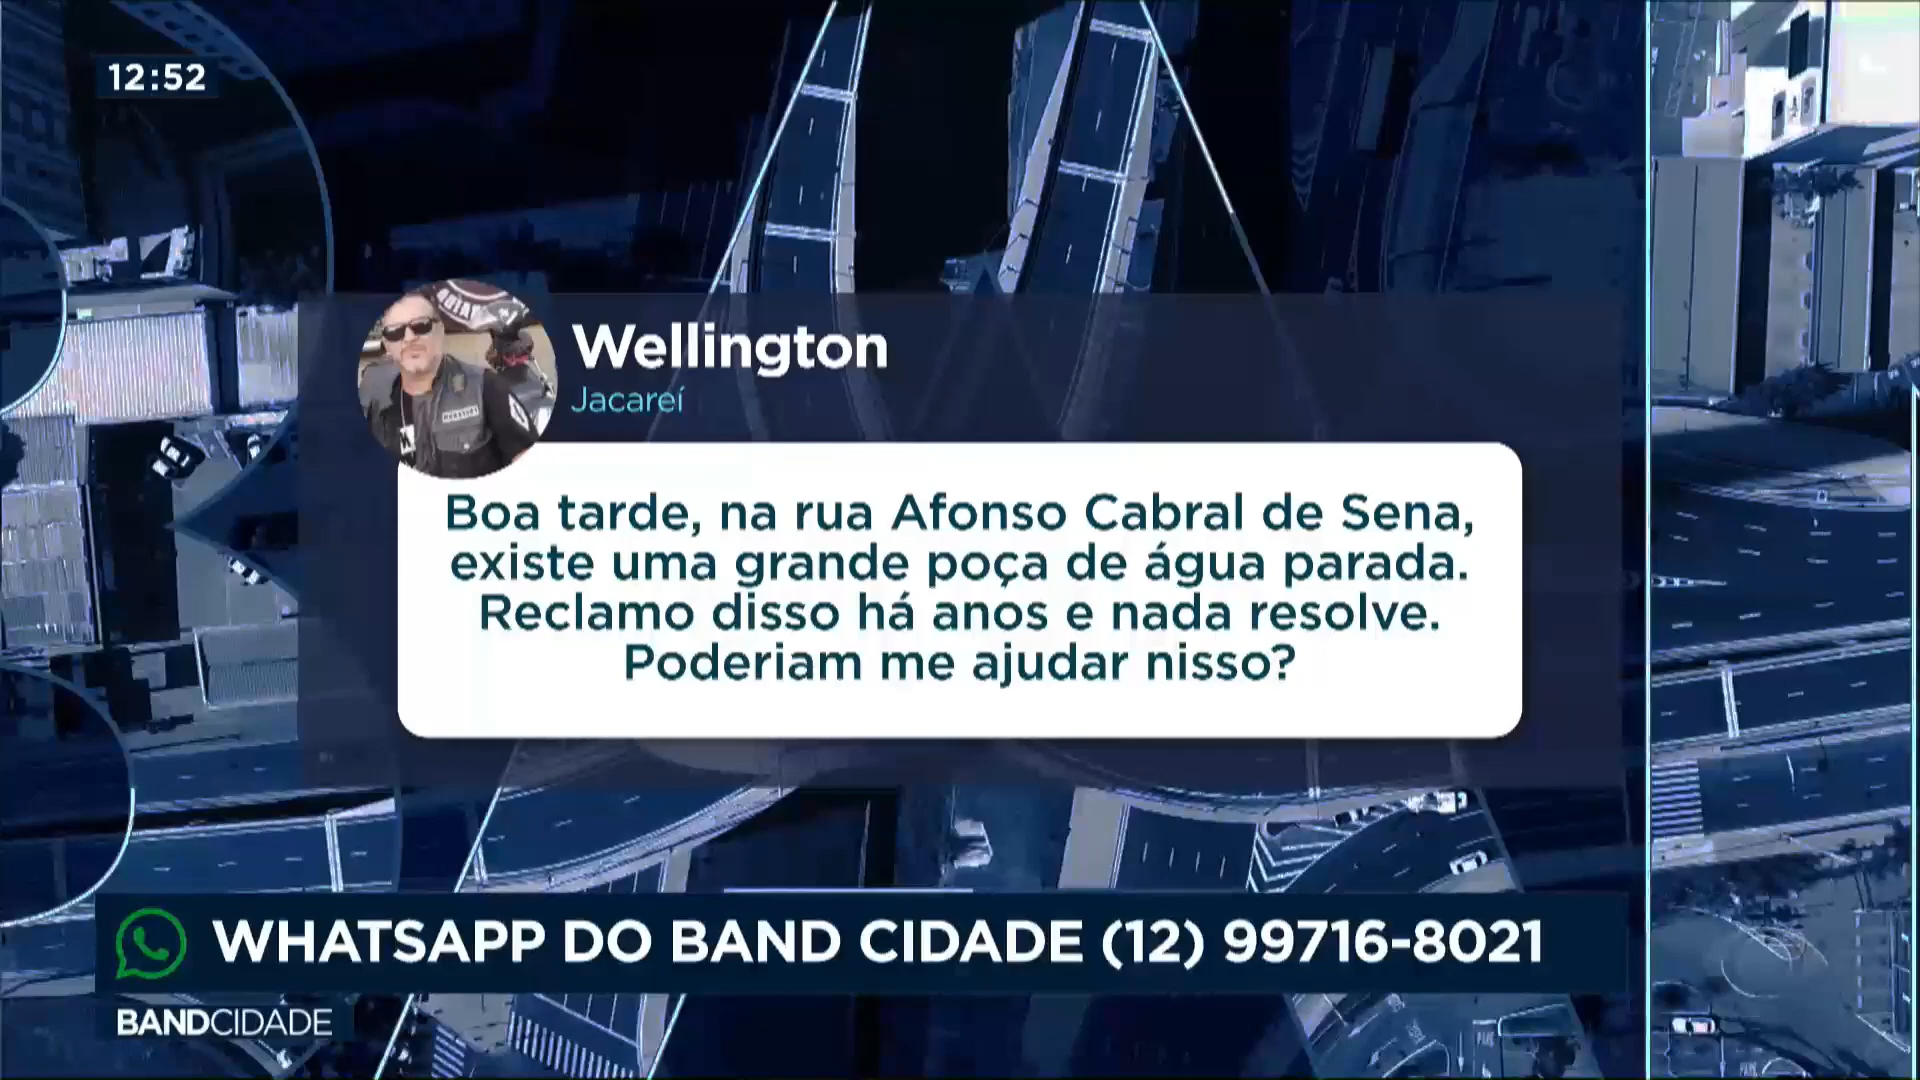 12:52
Wellington
Jacareí
Boa tarde, na rua Afonso Cabral de Sena,
existe uma grande poça de água parada.
Reclamo disso há anos e nada resolve.
Poderiam me ajudar nisso?
WHATSAPP DO BAND CIDADE (12) 99716-8021
BANDCIDADE